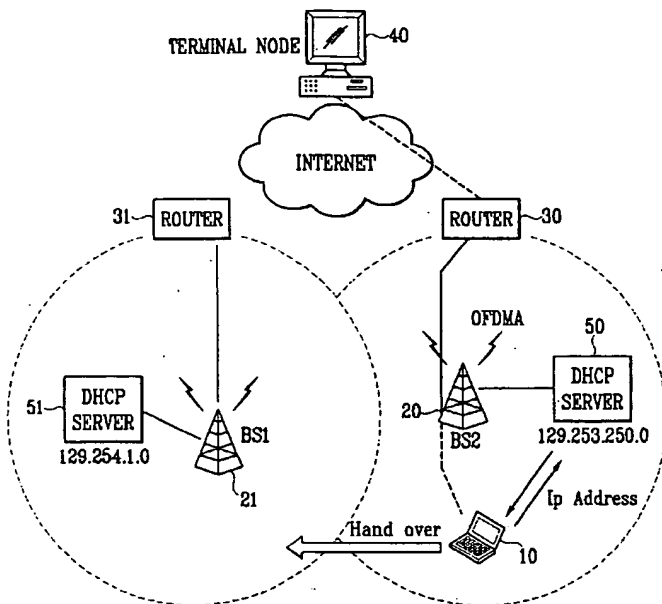 TERMINAL NODE
40
INTERNET
31
ROUTER
ROUTER
30
OFDMA
50
DHCP
SERVER
129.253.250.0
51
DHCP
SERVER
129.254.1.0
BS1
21
20
BS2
Ip Address
Hand over
10